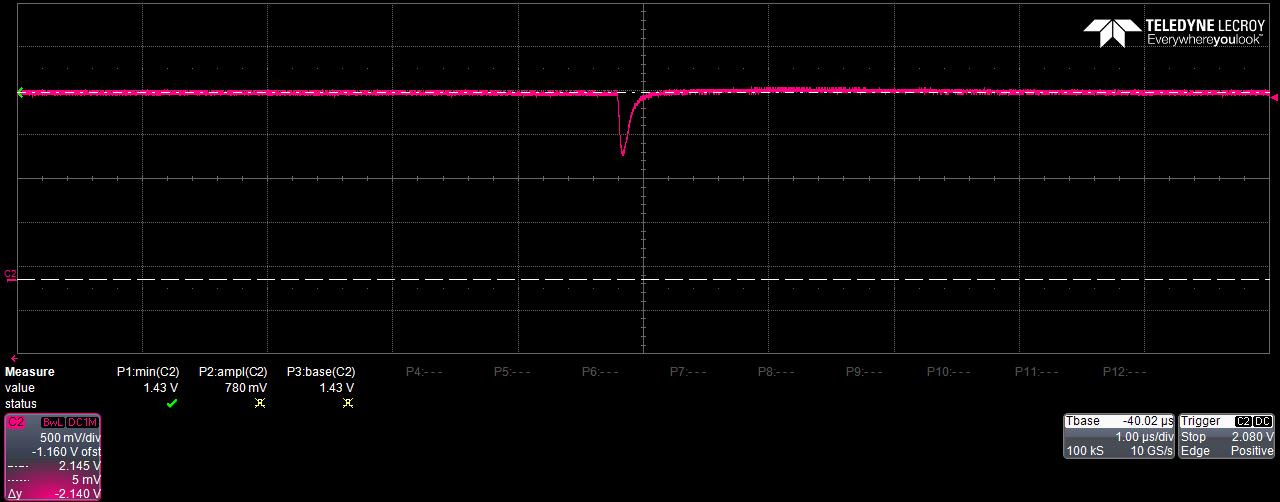 TELEDYNE LECROY
Everywhereyoulook™
C2
Measure P1:min(C2) P2:ampl(C2) P3:base(C2) P4:--- P5:--- P6:--- P7:--- P8:--- P9:--- P10:--- P11:--- P12:---
value 1.43 V 780 mV 1.43 V
status
C2 BwL DC1M
500 mV/div
-1.160 V ofst
2.145 V
5 mV
Δy -2.140 V
Tbase -40.02 µs
1.00 µs/div
100 kS 10 GS/s
Trigger C2 DC
Stop 2.080 V
Edge Positive